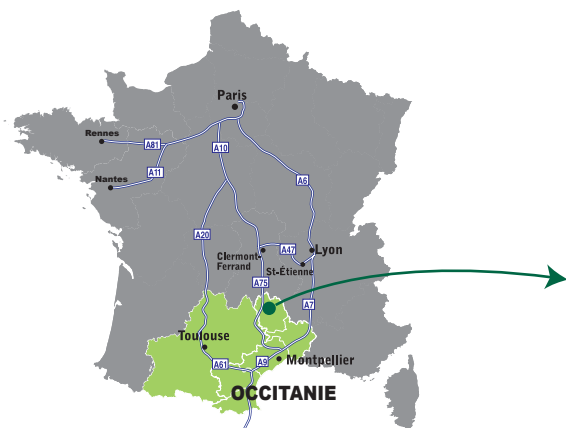 Paris
Rennes
A81
A10
Nantes
A11
A6
A20
Clermont-
Ferrand
A47
Lyon
St-Étienne
A75
A7
Toulouse
A61
A9
Montpellier
OCCITANIE